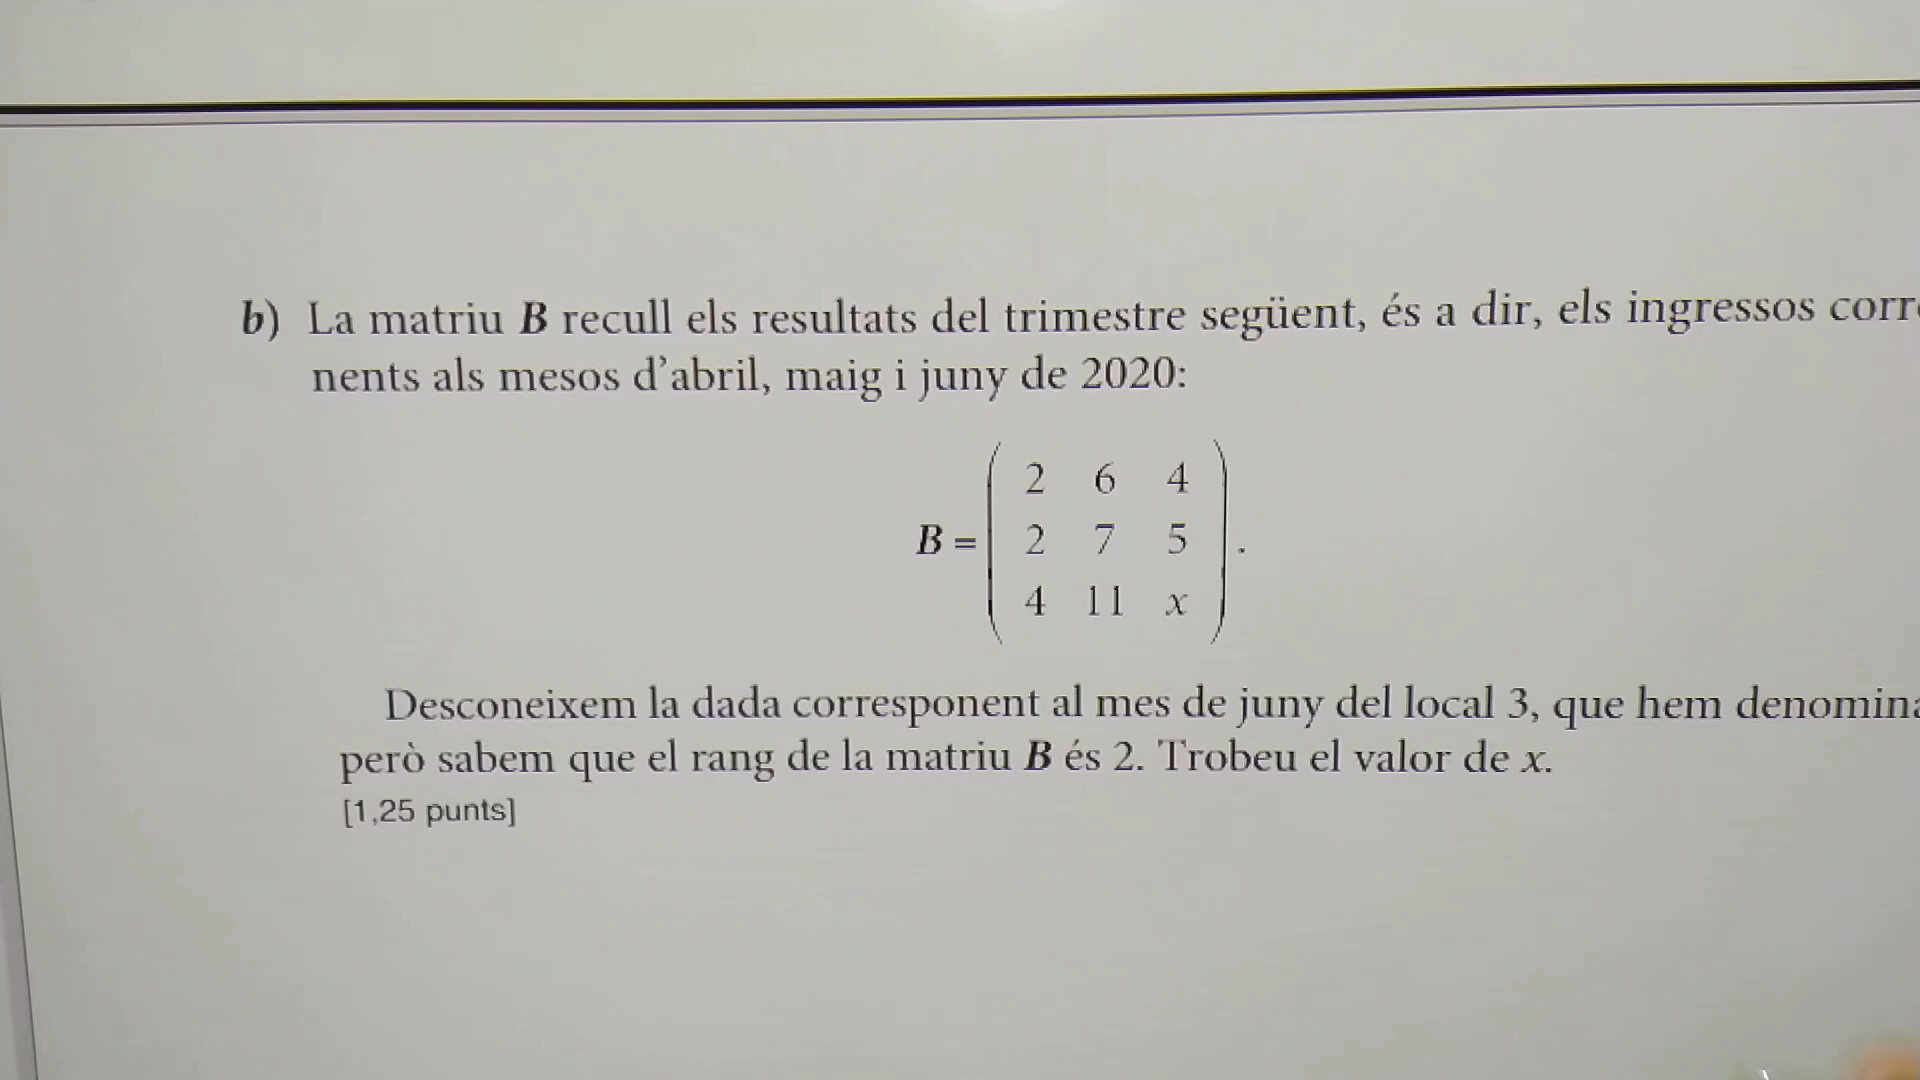 b) La matriu B recull els resultats del trimestre següent, és a dir, els ingressos
nents als mesos d'abril, maig i juny de 2020:
2 6 4
B = 2 7 5 .
4 11 x
Desconeixem la dada corresponent al mes de juny del local 3, que hem
però sabem que el rang de la matriu B és 2. Trobeu el valor de x.
[1,25 punts]